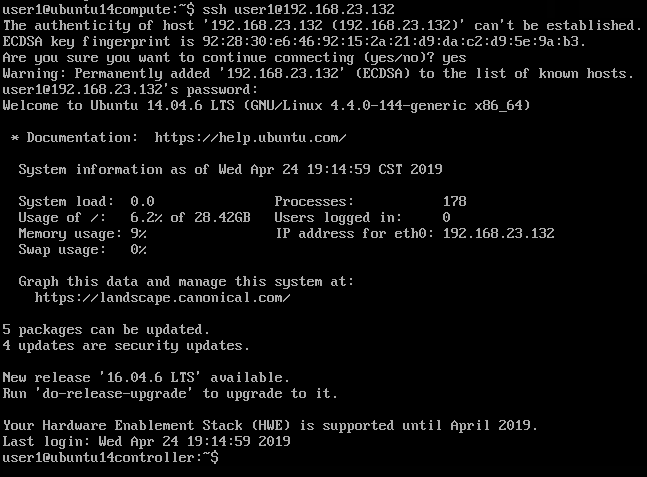 user1@ubuntu14compute:~$ ssh user1@192.168.23.132
The authenticity of host '192.168.23.132 (192.168.23.132)' can't be established.
ECDSA key fingerprint is 92:28:30:e6:46:92:15:2a:21:d9:da:c2:d9:5e:9a:b3.
Are you sure you want to continue connecting (yes/no)? yes
Warning: Permanently added '192.168.23.132' (ECDSA) to the list of known hosts.
user1@192.168.23.132's password:
Welcome to Ubuntu 14.04.6 LTS (GNU/Linux 4.4.0-144-generic x86_64)
* Documentation:  https://help.ubuntu.com/
System information as of Wed Apr 24 19:14:59 CST 2019
System load:  0.0               Processes:           178
Usage of /:   6.2% of 28.42GB   Users logged in:     0
Memory usage: 9%                IP address for eth0: 192.168.23.132
Swap usage:   0%
Graph this data and manage this system at:
https://landscape.canonical.com/
5 packages can be updated.
4 updates are security updates.
New release '16.04.6 LTS' available.
Run 'do-release-upgrade' to upgrade to it.
Your Hardware Enablement Stack (HWE) is supported until April 2019.
Last login: Wed Apr 24 19:14:59 2019
user1@ubuntu14controller:~$